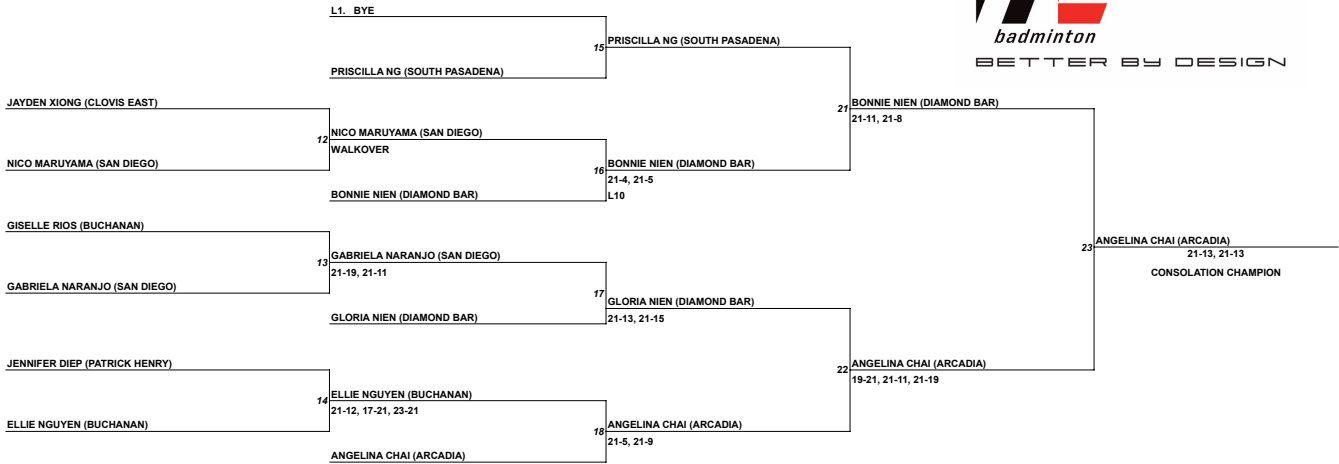 L1. BYE
badminton
BETTER BY DESIGN
15 PRISCILLA NG (SOUTH PASADENA)
PRISCILLA NG (SOUTH PASADENA)
JAYDEN XIONG (CLOVIS EAST)
21 BONNIE NIEN (DIAMOND BAR)
21-11, 21-8
12 NICO MARUYAMA (SAN DIEGO)
WALKOVER
NICO MARUYAMA (SAN DIEGO)
16 BONNIE NIEN (DIAMOND BAR)
21-4, 21-5
BONNIE NIEN (DIAMOND BAR)
L10
GISELLE RIOS (BUCHANAN)
23 ANGELINA CHAI (ARCADIA)
21-13, 21-13
CONSOLATION CHAMPION
13 GABRIELA NARANJO (SAN DIEGO)
21-19, 21-11
GABRIELA NARANJO (SAN DIEGO)
17 GLORIA NIEN (DIAMOND BAR)
21-13, 21-15
GLORIA NIEN (DIAMOND BAR)
JENNIFER DIEP (PATRICK HENRY)
22 ANGELINA CHAI (ARCADIA)
19-21, 21-11, 21-19
14 ELLIE NGUYEN (BUCHANAN)
21-12, 17-21, 23-21
ELLIE NGUYEN (BUCHANAN)
18 ANGELINA CHAI (ARCADIA)
21-5, 21-9
ANGELINA CHAI (ARCADIA)